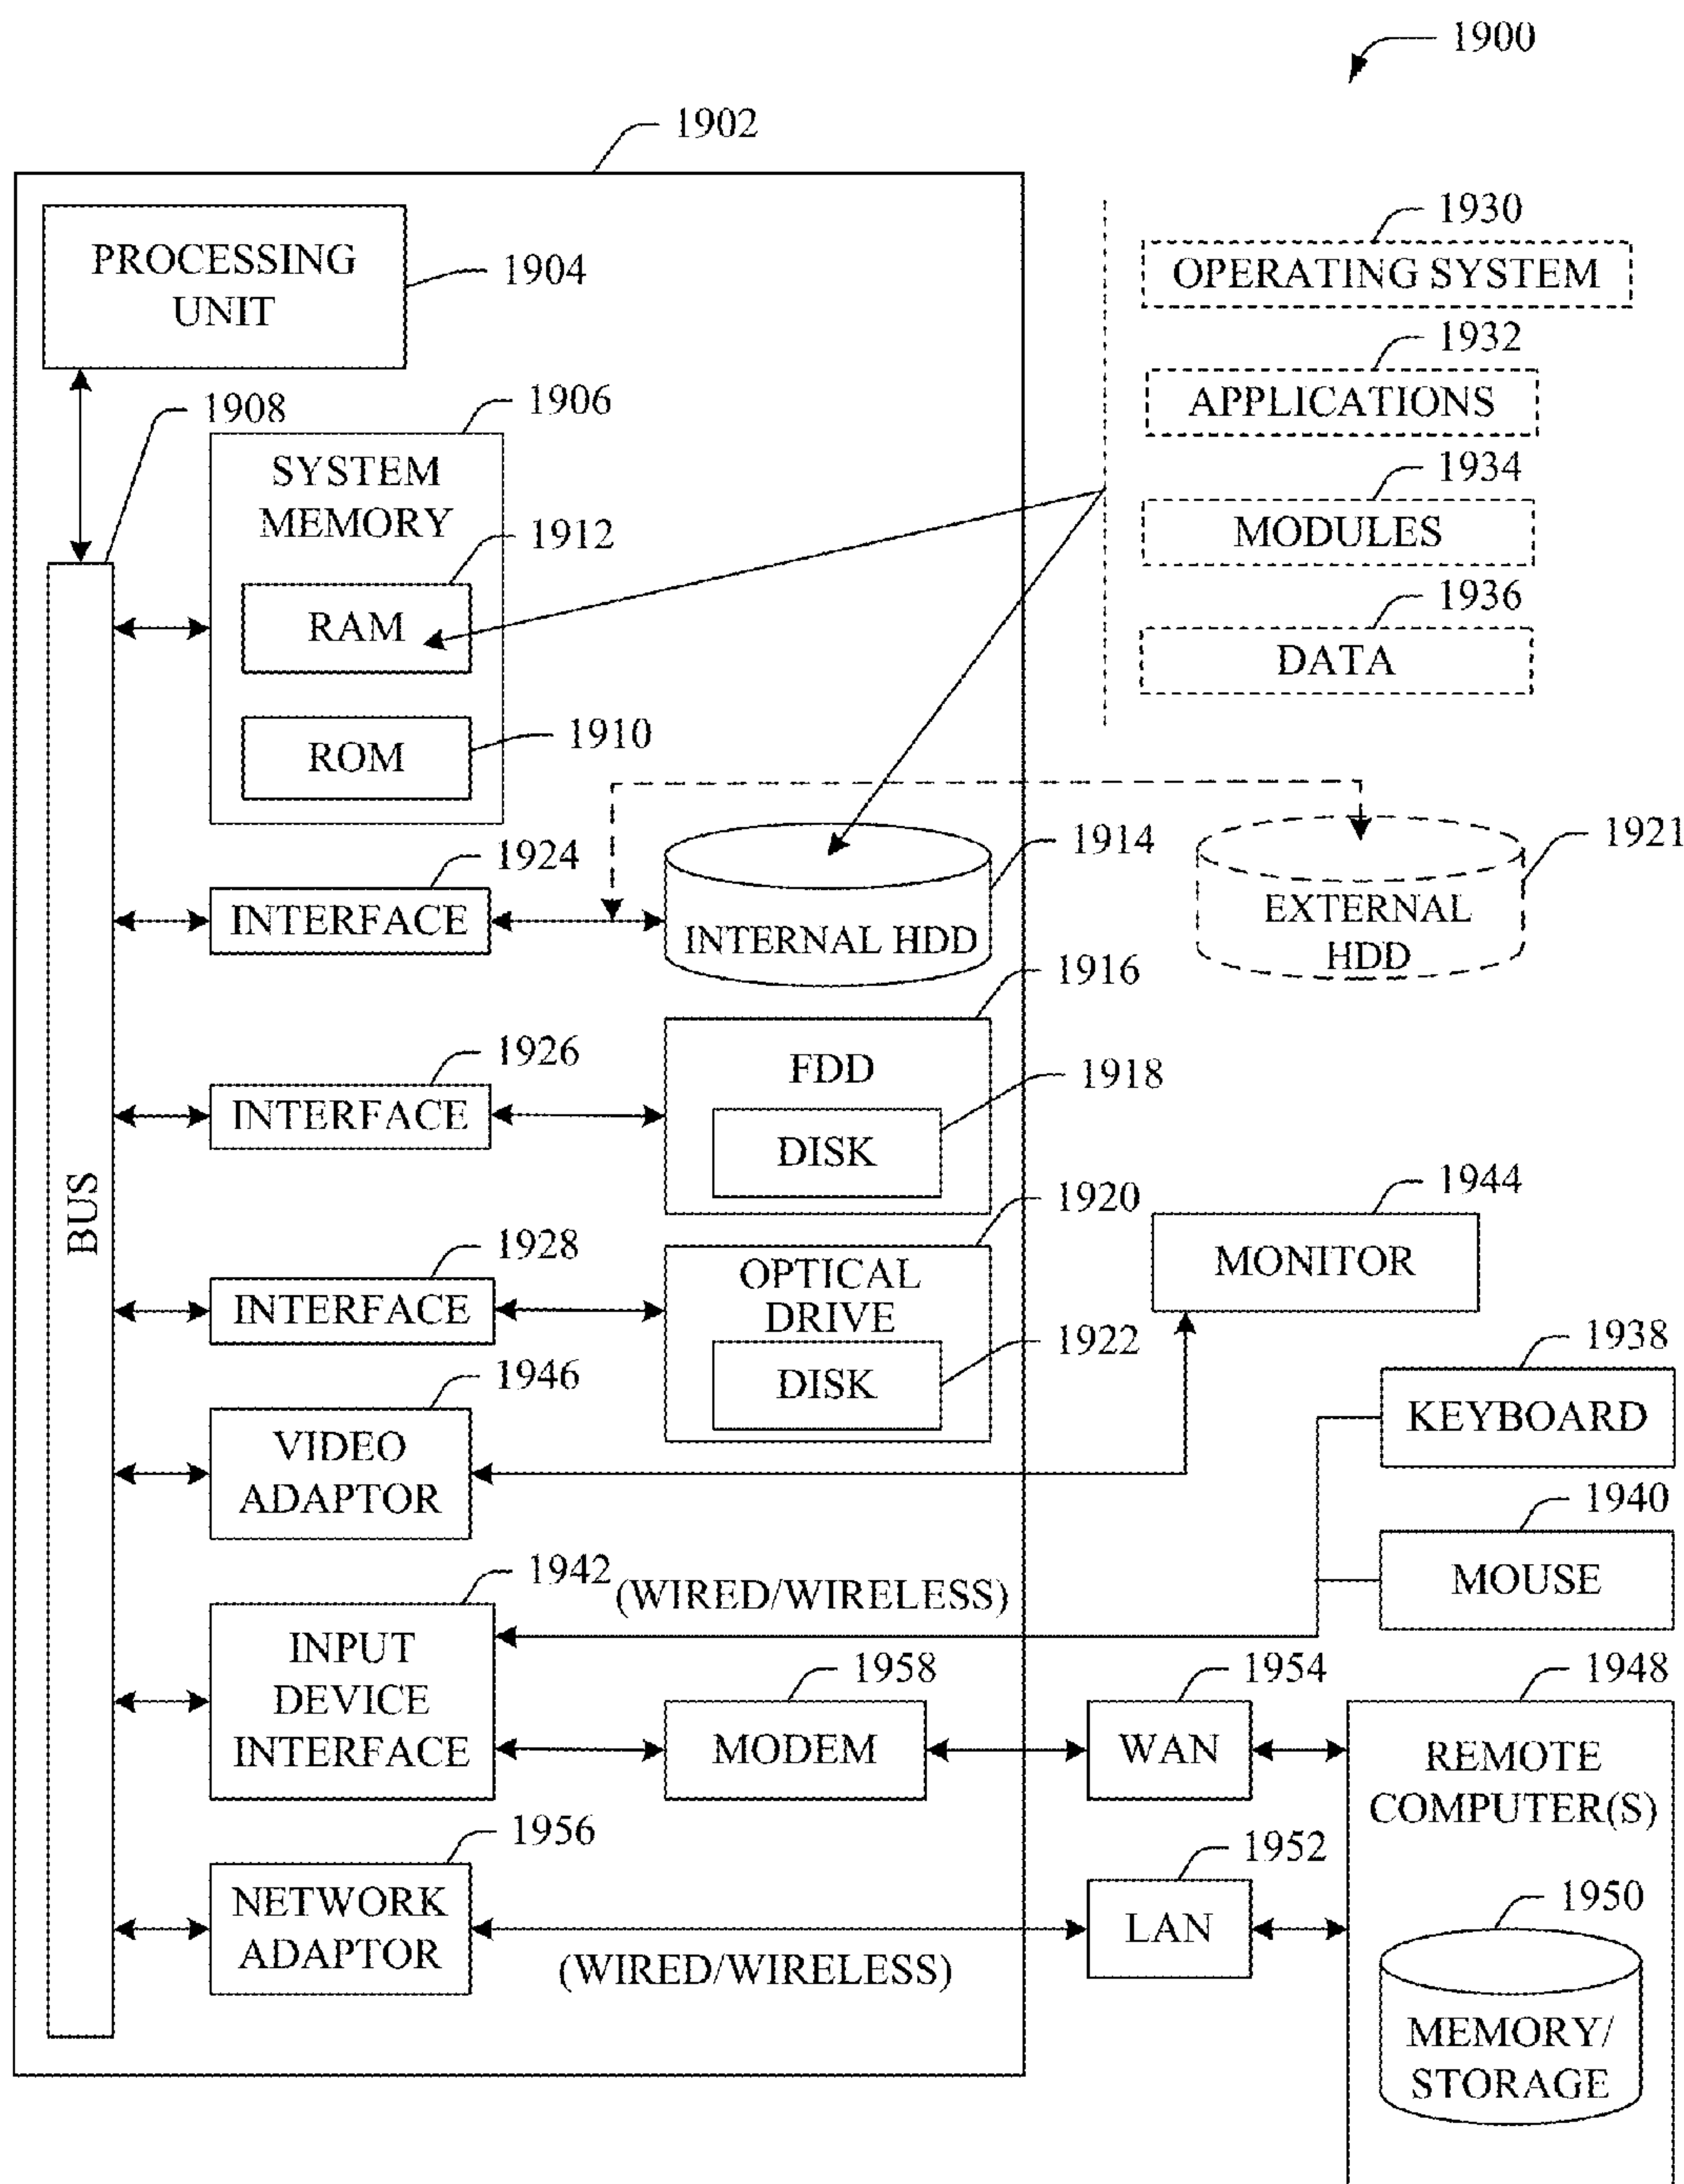 1900
1902
PROCESSING
UNIT
1904
1930
OPERATING SYSTEM
1932
APPLICATIONS
1934
MODULES
1936
DATA
1908
1906
SYSTEM
MEMORY
1912
RAM
1910
ROM
1924
INTERFACE
1914
INTERNAL HDD
1921
EXTERNAL
HDD
1926
INTERFACE
1916
FDD
1918
DISK
BUS
1928
INTERFACE
1920
OPTICAL
DRIVE
1922
DISK
1944
MONITOR
1946
VIDEO
ADAPTOR
1938
KEYBOARD
1940
MOUSE
1942
(WIRED/WIRELESS)
INPUT
DEVICE
INTERFACE
1958
MODEM
1954
WAN
1948
REMOTE
COMPUTER(S)
1956
NETWORK
ADAPTOR
(WIRED/WIRELESS)
1952
LAN
1950
MEMORY/
STORAGE